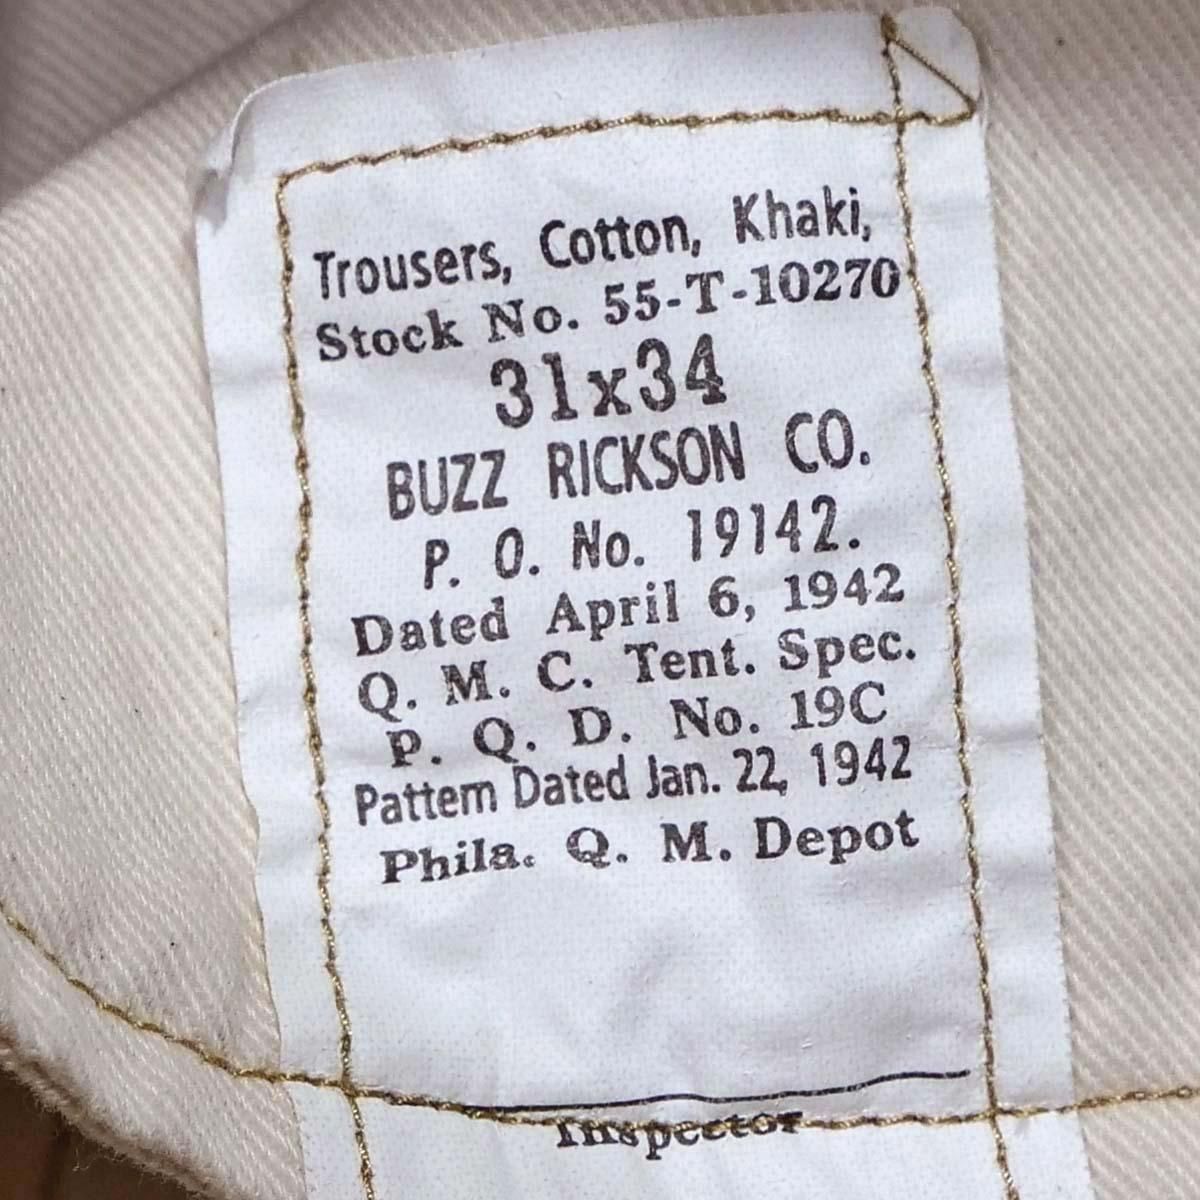 Trousers, Cotton, Khaki,
Stock No. 55-T-10270
31x34
BUZZ RICKSON CO.
P. O. No. 19142.
Dated April 6, 1942
Q. M. C. Tent. Spec.
P. Q. D. No. 19C
Pattern Dated Jan. 22, 1942
Phila. Q. M. Depot
Inspector